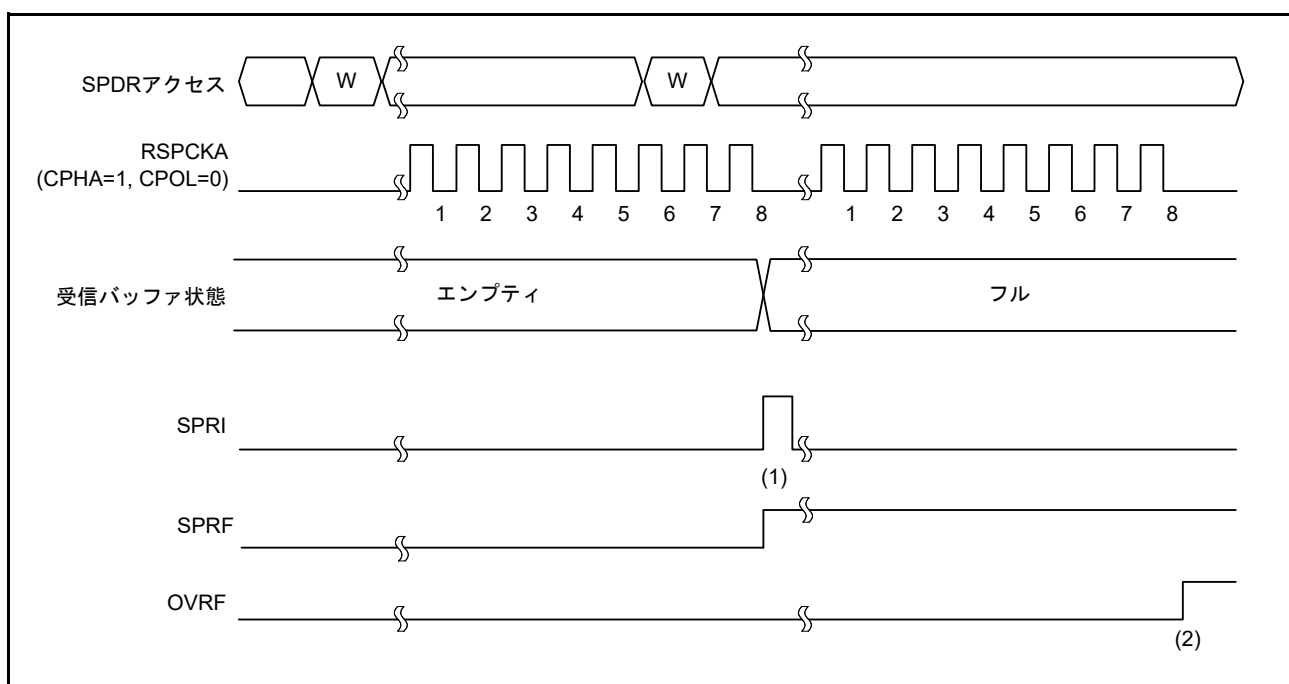 SPDRアクセス
W
W
RSPCKA
(CPHA=1, CPOL=0)
1 2 3 4 5 6 7 8
1 2 3 4 5 6 7 8
受信バッファ状態
エンプティ
フル
SPRI
(1)
SPRF
OVRF
(2)